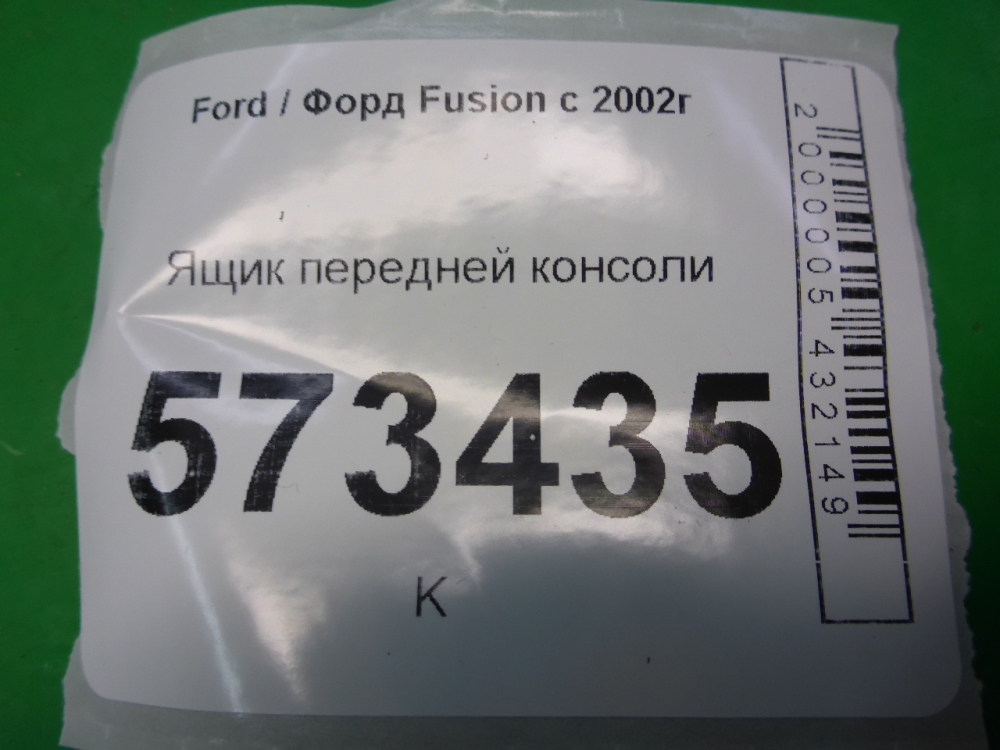 Ford / Форд Fusion с 2002г
Ящик передней консоли
573435
К
2000005432149